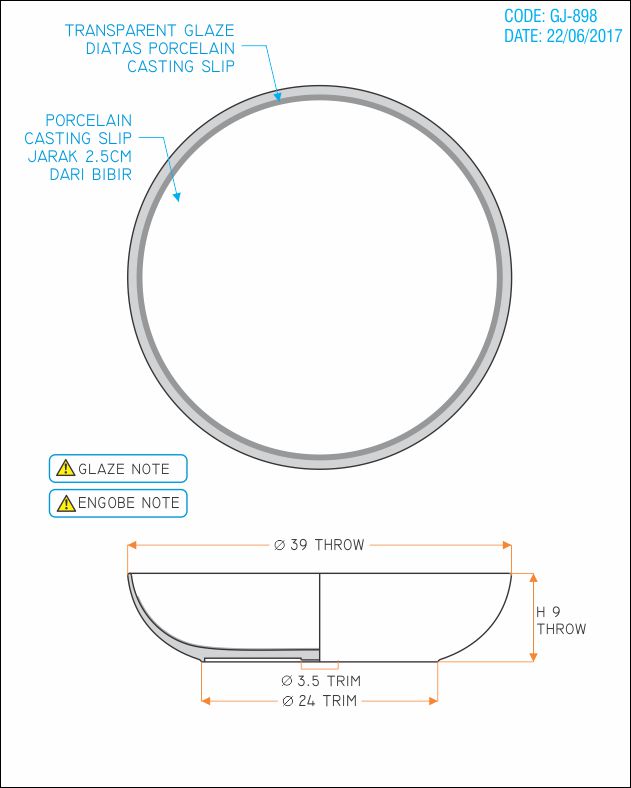 CODE: GJ-898
DATE: 22/06/2017
TRANSPARENT GLAZE
DIATAS PORCELAIN
CASTING SLIP
PORCELAIN
CASTING SLIP
JARAK 2.5CM
DARI BIBIR
GLAZE NOTE
ENGOBE NOTE
Ø 39 THROW
H 9
THROW
Ø 3.5 TRIM
Ø 24 TRIM